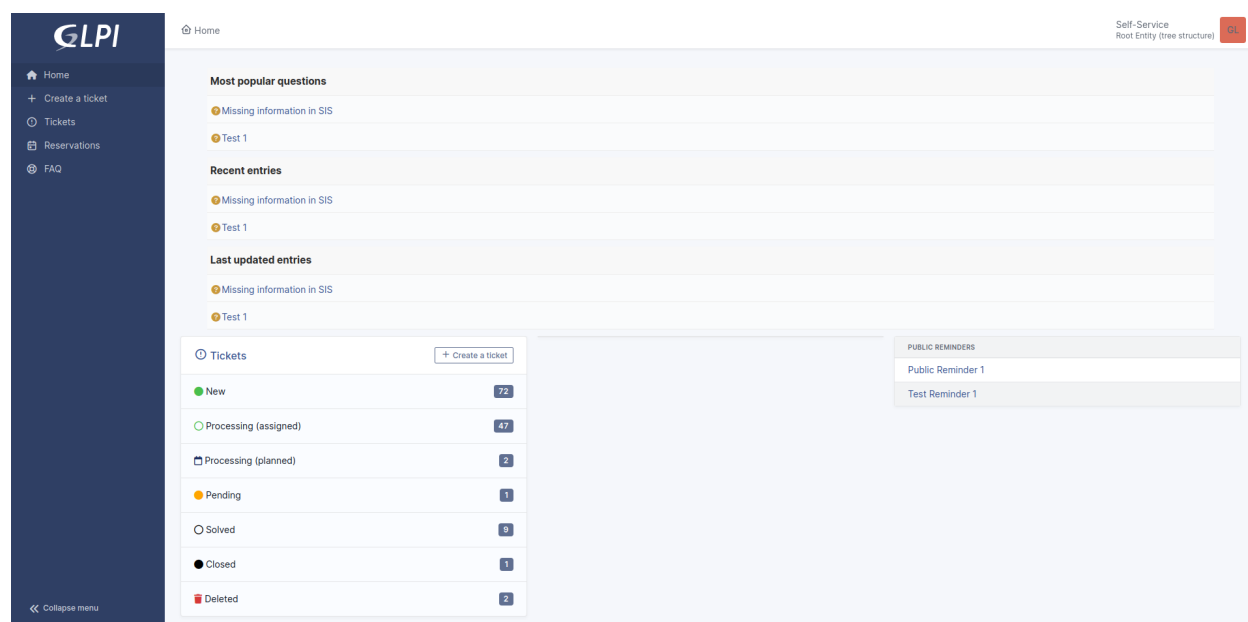 GLPI
Home
Self-Service
Root Entity (tree structure)
GL
Home
Create a ticket
Tickets
Reservations
FAQ
Most popular questions
Missing information in SIS
Test 1
Recent entries
Missing information in SIS
Test 1
Last updated entries
Missing information in SIS
Test 1
Tickets
+ Create a ticket
New 72
Processing (assigned) 47
Processing (planned) 2
Pending 1
Solved 9
Closed 1
Deleted 2
PUBLIC REMINDERS
Public Reminder 1
Test Reminder 1
Collapse menu